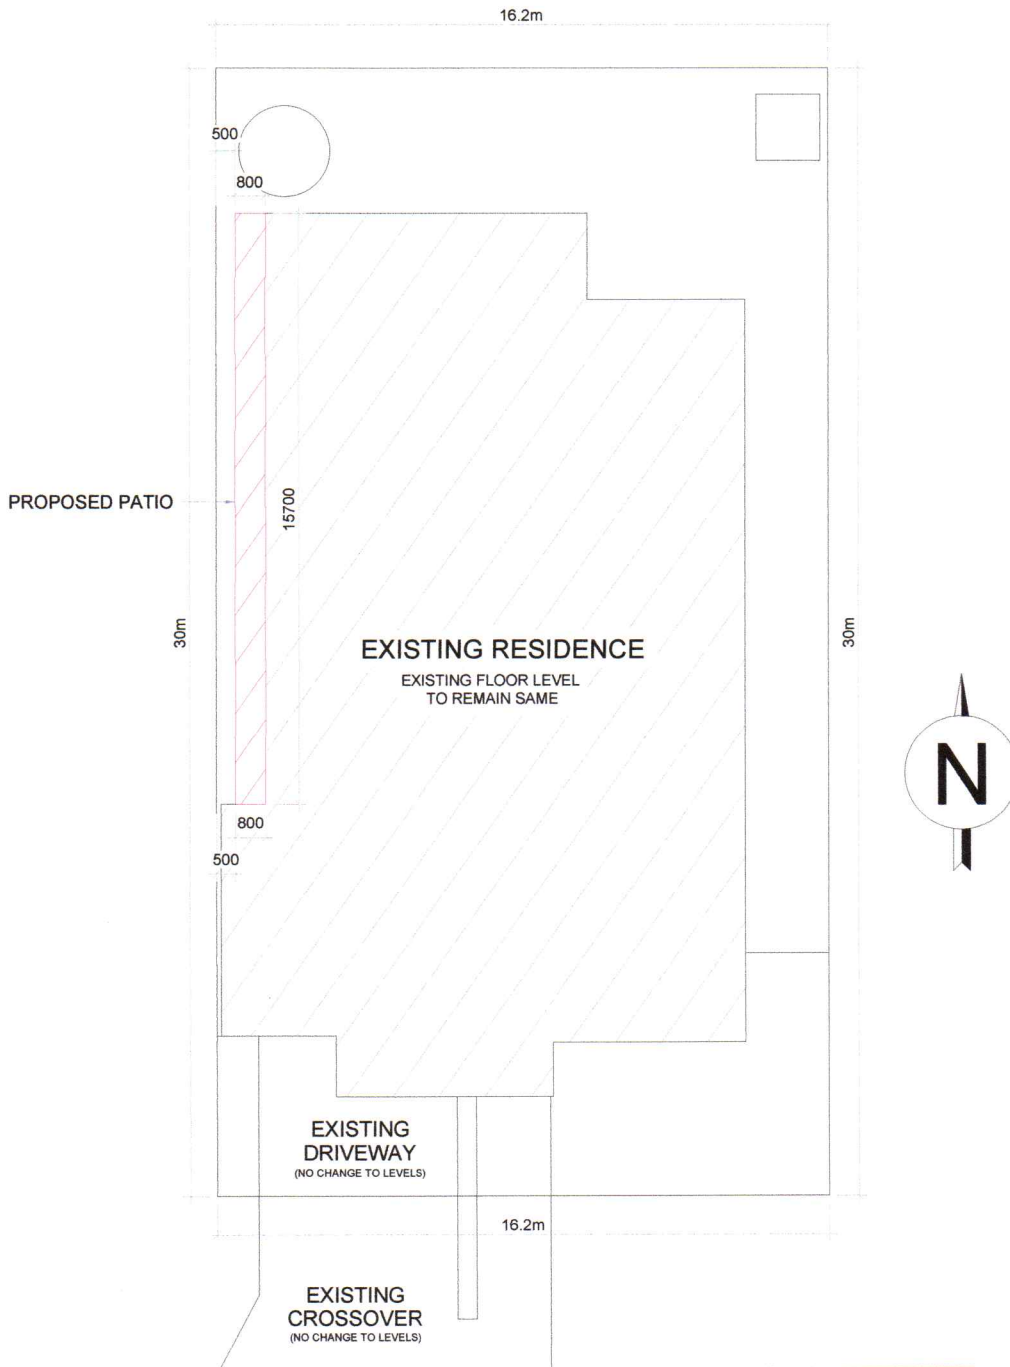 16.2m
500
800
PROPOSED PATIO
15700
30m
EXISTING RESIDENCE
EXISTING FLOOR LEVEL
TO REMAIN SAME
30m
N
800
500
EXISTING
DRIVEWAY
(NO CHANGE TO LEVELS)
16.2m
EXISTING
CROSSOVER
(NO CHANGE TO LEVELS)